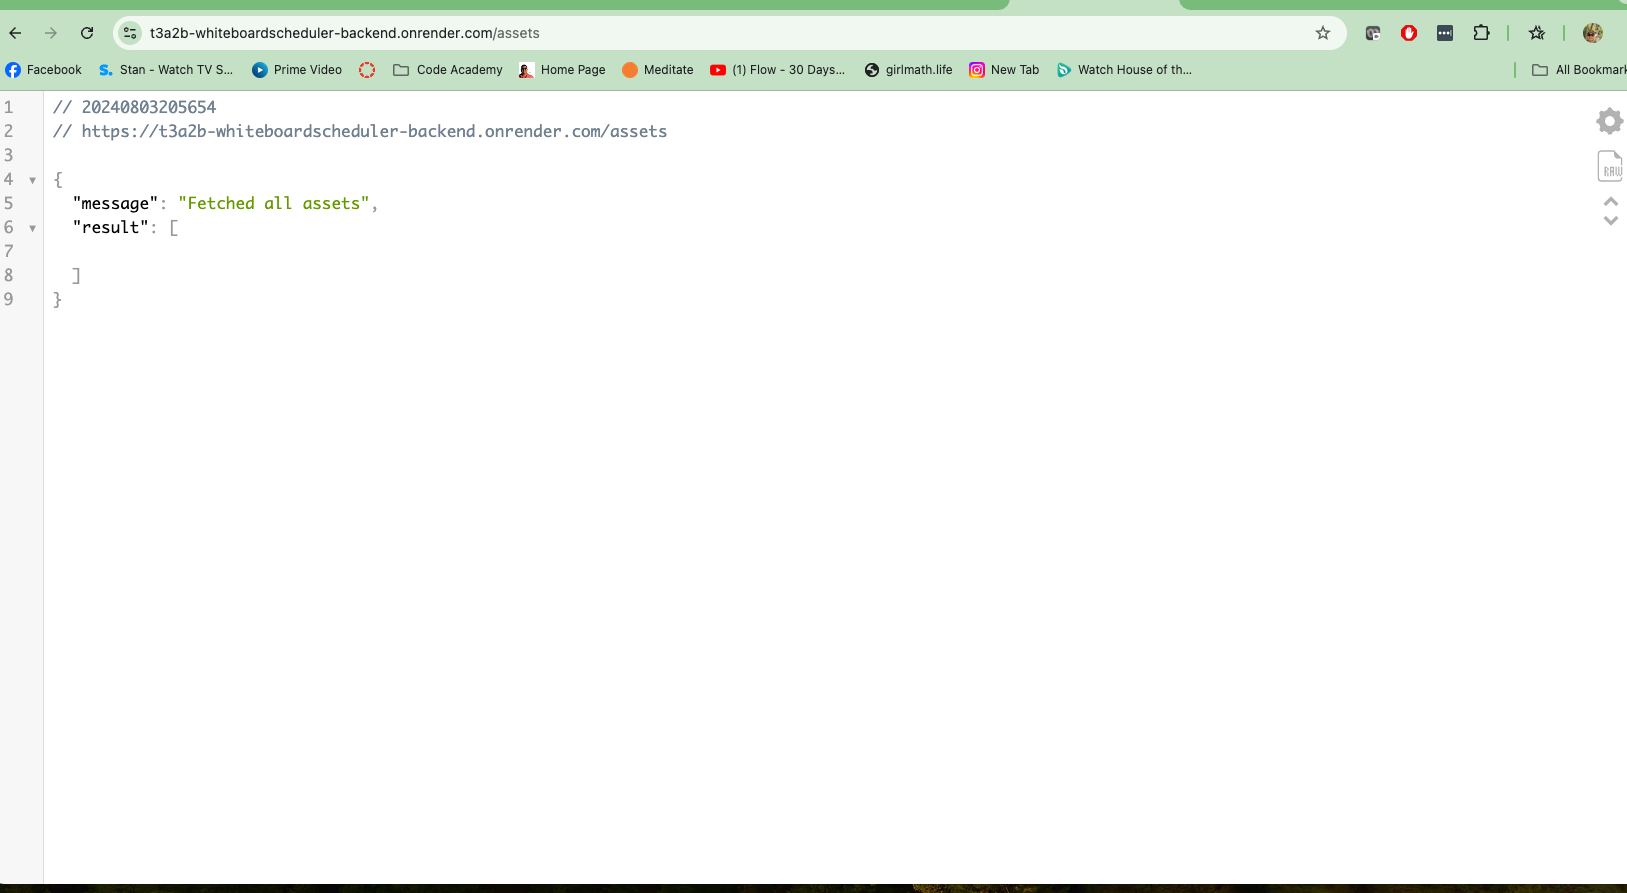 t3a2b-whiteboardscheduler-backend.onrender.com/assets
Facebook Stan - Watch TV S... Prime Video Code Academy Home Page Meditate (1) Flow - 30 Days... girlmath.life New Tab Watch House of th... All Bookmark
1 // 20240803205654
2 // https://t3a2b-whiteboardscheduler-backend.onrender.com/assets
3
4 {
5 "message": "Fetched all assets",
6 "result": [
7
8 ]
9 }
RAW